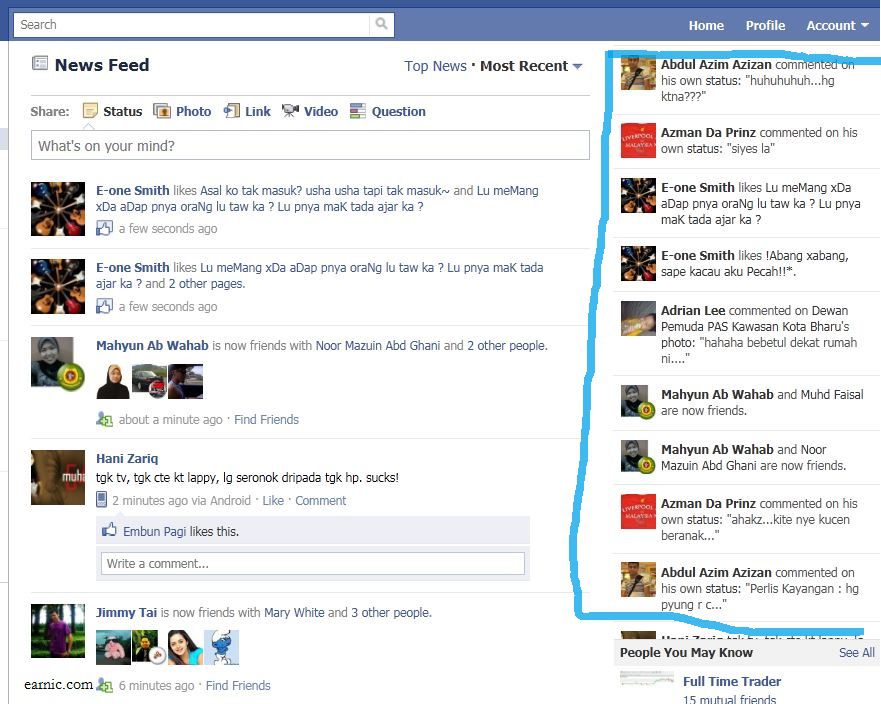 Search
Home Profile Account
News Feed
Top News · Most Recent
Share: Status Photo Link Video Question
What's on your mind?
E-one Smith likes Asal ko tak masuk? usha usha tapi tak masuk~ and Lu meMang
xDa aDap pnya oraNg lu taw ka ? Lu pnya maK tada ajar ka ?
a few seconds ago
E-one Smith likes Lu meMang xDa aDap pnya oraNg lu taw ka ? Lu pnya maK tada
ajar ka ? and 2 other pages.
a few seconds ago
Mahyun Ab Wahab is now friends with Noor Mazuin Abd Ghani and 2 other people.
about a minute ago · Find Friends
Hani Zariq
tgk tv, tgk cte kt lappy, lg seronok dripada tgk hp. sucks!
2 minutes ago via Android · Like · Comment
Embun Pagi likes this.
Write a comment...
Jimmy Tai is now friends with Mary White and 3 other people.
6 minutes ago · Find Friends
earnic.com
Abdul Azim Azizan commented on
his own status: "huhuhuhuh...hg
ktna???"
Azman Da Prinz commented on his
own status: "siyes la"
E-one Smith likes Lu meMang xDa
aDap pnya oraNg lu taw ka ? Lu pnya
maK tada ajar ka ?
E-one Smith likes !Abang xabang,
sape kacau aku Pecah!!*.
Adrian Lee commented on Dewan
Pemuda PAS Kawasan Kota Bharu's
photo: "hahaha bebetul dekat rumah
ni...."
Mahyun Ab Wahab and Muhd Faisal
are now friends.
Mahyun Ab Wahab and Noor
Mazuin Abd Ghani are now friends.
Azman Da Prinz commented on his
own status: "ahakz...kite nye kucen
beranak..."
Abdul Azim Azizan commented on
his own status: "Perlis Kayangan : hg
pyung r c..."
People You May Know See All
Full Time Trader
15 mutual friends